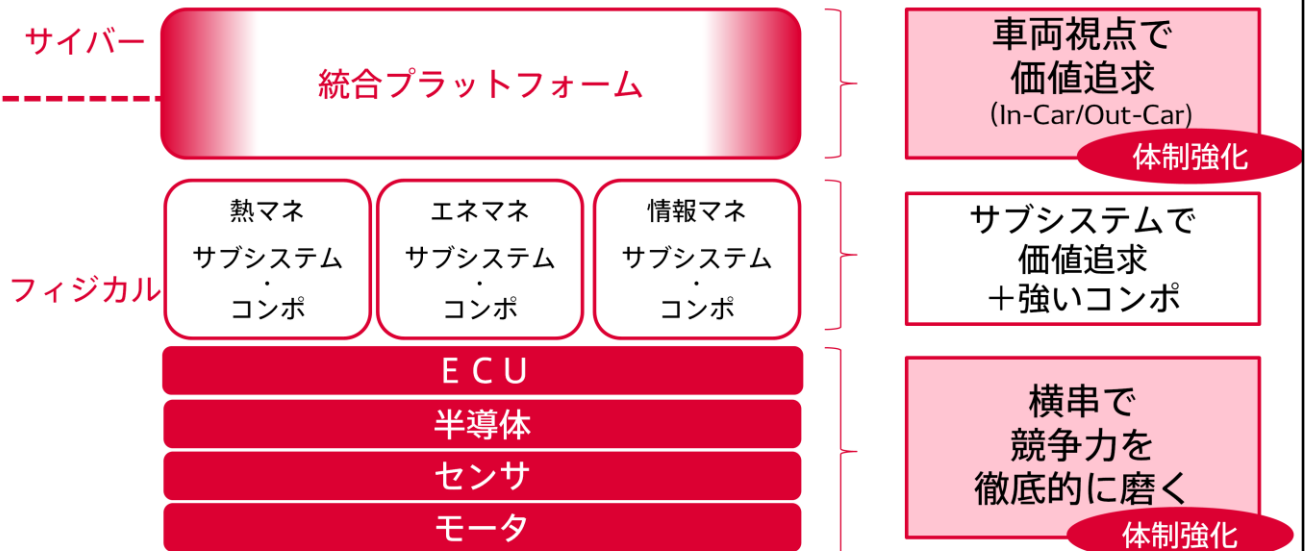 サイバー
統合プラットフォーム
車両視点で
価値追求
(In-Car/Out-Car)
体制強化
フィジカル
熱マネ
サブシステム
・
コンポ
エネマネ
サブシステム
・
コンポ
情報マネ
サブシステム
・
コンポ
サブシステムで
価値追求
＋強いコンポ
ＥＣＵ
半導体
センサ
モータ
横串で
競争力を
徹底的に磨く
体制強化